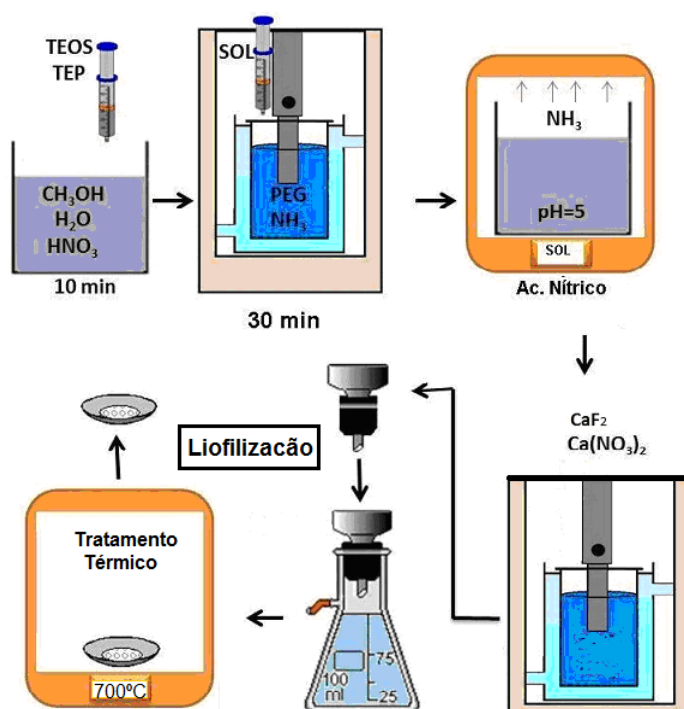 TEOS
TEP
CH₃OH
H₂O
HNO₃
10 min
SOL
PEG
NH₃
30 min
NH₃
pH=5
SOL
Ac. Nítrico
CaF₂
Ca(NO₃)₂
Liofilizacão
75
100
ml
25
Tratamento
Térmico
700ºC